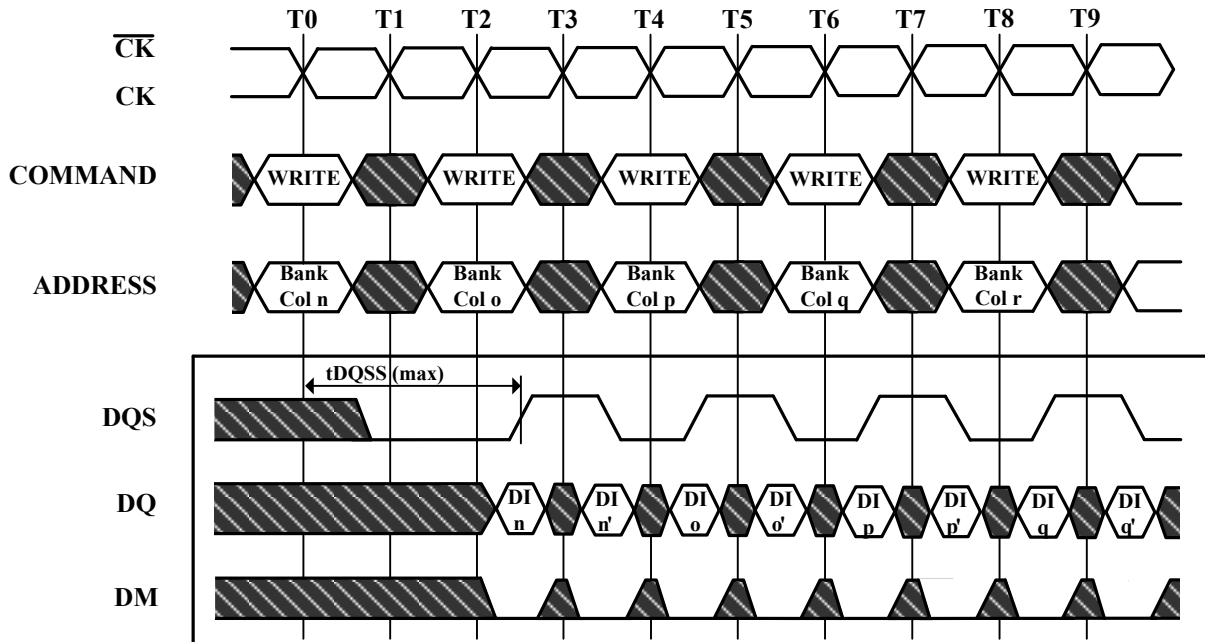 T0 T1 T2 T3 T4 T5 T6 T7 T8 T9
CK
CK
COMMAND WRITE WRITE WRITE WRITE WRITE
ADDRESS Bank Col n Bank Col o Bank Col p Bank Col q Bank Col r
tDQSS (max)
DQS
DQ DI n DI n' DI o DI o' DI p DI p' DI q DI q'
DM